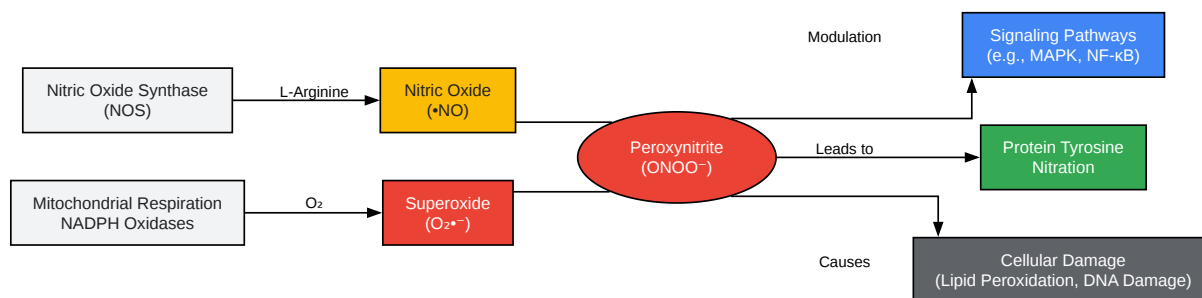 Nitric Oxide Synthase
(NOS)
L-Arginine
Nitric Oxide
(•NO)
Mitochondrial Respiration
NADPH Oxidases
O₂
Superoxide
(O₂•⁻)
Peroxynitrite
(ONOO⁻)
Modulation
Signaling Pathways
(e.g., MAPK, NF-κB)
Leads to
Protein Tyrosine
Nitration
Causes
Cellular Damage
(Lipid Peroxidation, DNA Damage)